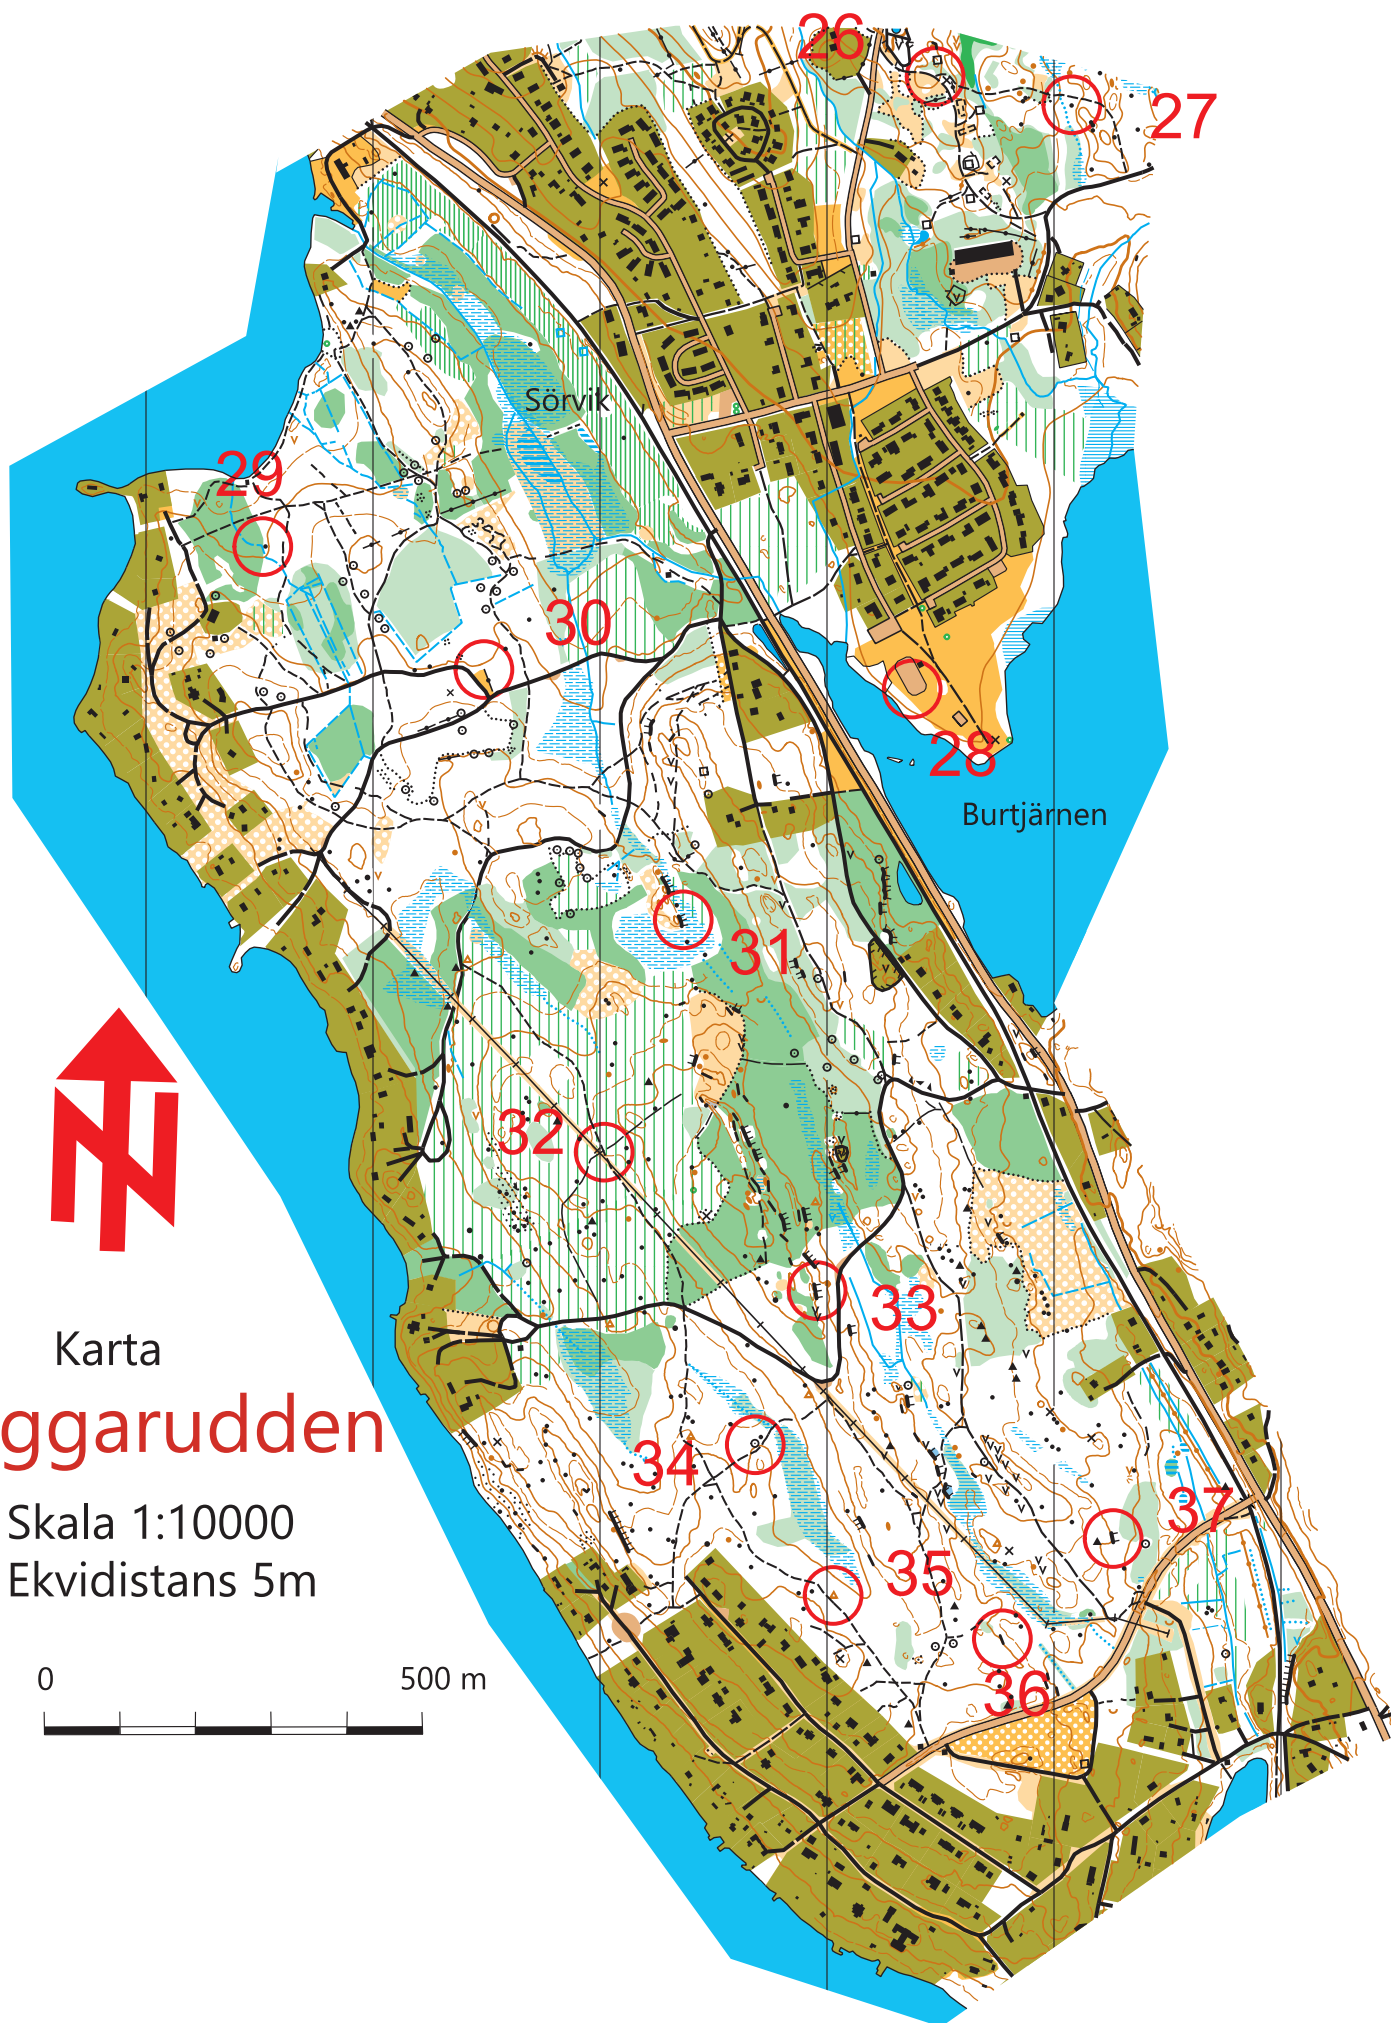 26
27
Sörvik
29
30
28
Burtjärnen
31
32
33
Karta
ggarudden
34
37
Skala 1:10000
35
Ekvidistans 5m
36
0 500 m